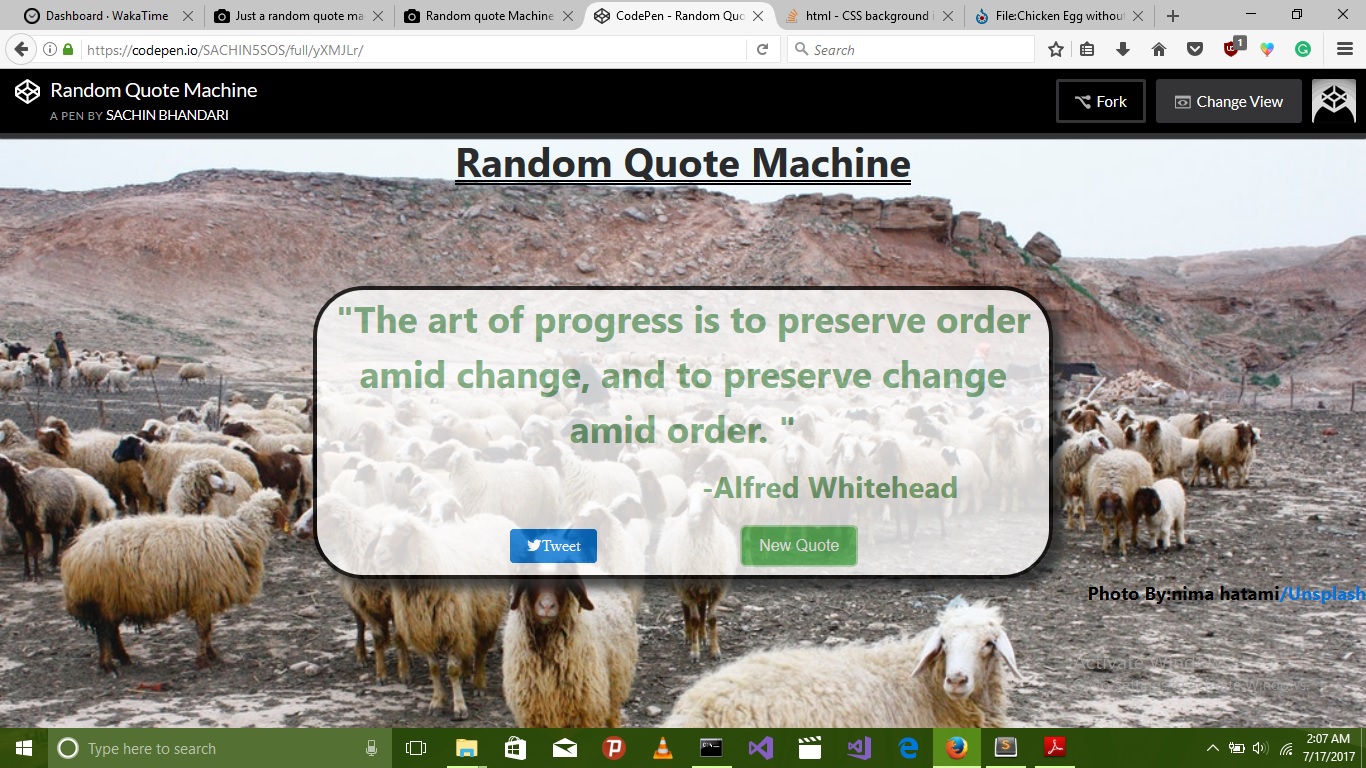 Dashboard · WakaTime
Just a random quote ma
Random quote Machine
CodePen - Random Quo
html - CSS background i
File:Chicken Egg withou
https://codepen.io/SACHIN5SOS/full/yXMJLr/
Search
1
Random Quote Machine
A PEN BY SACHIN BHANDARI
Fork
Change View
Random Quote Machine
"The art of progress is to preserve order
amid change, and to preserve change
amid order. "
-Alfred Whitehead
Tweet
New Quote
Photo By:nima hatami/Unsplash
Activate Windows
Type here to search
2:07 AM
7/17/2017